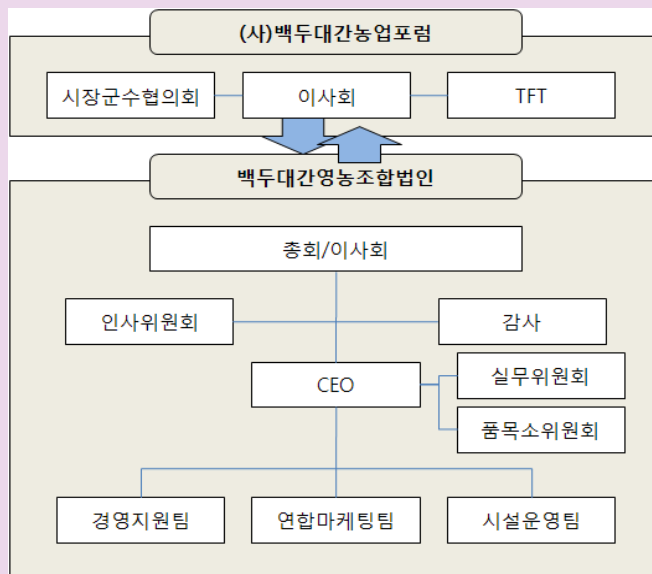 (사)백두대간농업포럼
시장군수협의회
이사회
TFT
백두대간영농조합법인
총회/이사회
인사위원회
감사
CEO
실무위원회
품목소위원회
경영지원팀
연합마케팅팀
시설운영팀